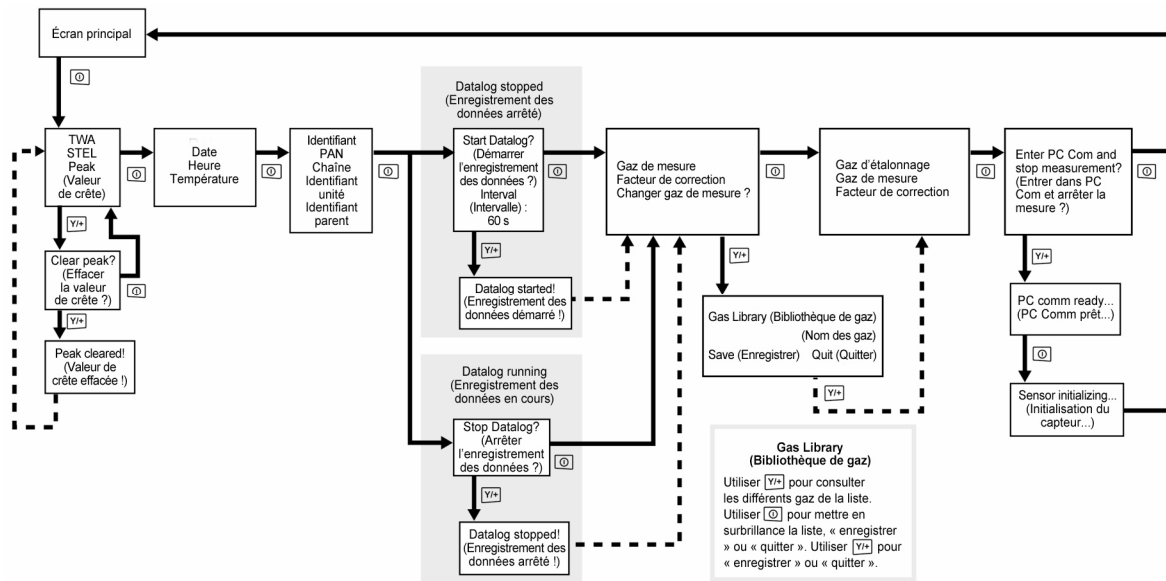 Écran principal
TWA
STEL
Peak
(Valeur
de crête)
Y/+
Clear peak?
(Effacer
la valeur
de crête ?)
Y/+
Peak cleared!
(Valeur de
crête effacée !)
Date
Heure
Température
Identifiant
PAN
Chaîne
Identifiant
unité
Identifiant
parent
Datalog stopped
(Enregistrement des
données arrêté)
Start Datalog?
(Démarrer
l'enregistrement
des données ?)
Interval
(Intervalle) :
60 s
Y/+
Datalog started!
(Enregistrement des
données démarré !)
Datalog running
(Enregistrement des
données en cours)
Stop Datalog?
(Arrêter
l'enregistrement
des données ?)
Y/+
Datalog stopped!
(Enregistrement des
données arrêté !)
Gaz de mesure
Facteur de correction
Changer gaz de mesure ?
Y/+
Gas Library (Bibliothèque de gaz)
(Nom des gaz)
Save (Enregistrer) Quit (Quitter)
Y/+
Gaz d'étalonnage
Gaz de mesure
Facteur de correction
Enter PC Com and
stop measurement?
(Entrer dans PC
Com et arrêter la
mesure ?)
Y/+
PC comm ready...
(PC Comm prêt...)
Sensor initializing...
(Initialisation du
capteur...)
Gas Library
(Bibliothèque de gaz)
Utiliser Y/+ pour consulter
les différents gaz de la liste.
Utiliser pour mettre en
surbrillance la liste, « enregistrer
» ou « quitter ». Utiliser Y/+ pour
« enregistrer » ou « quitter ».